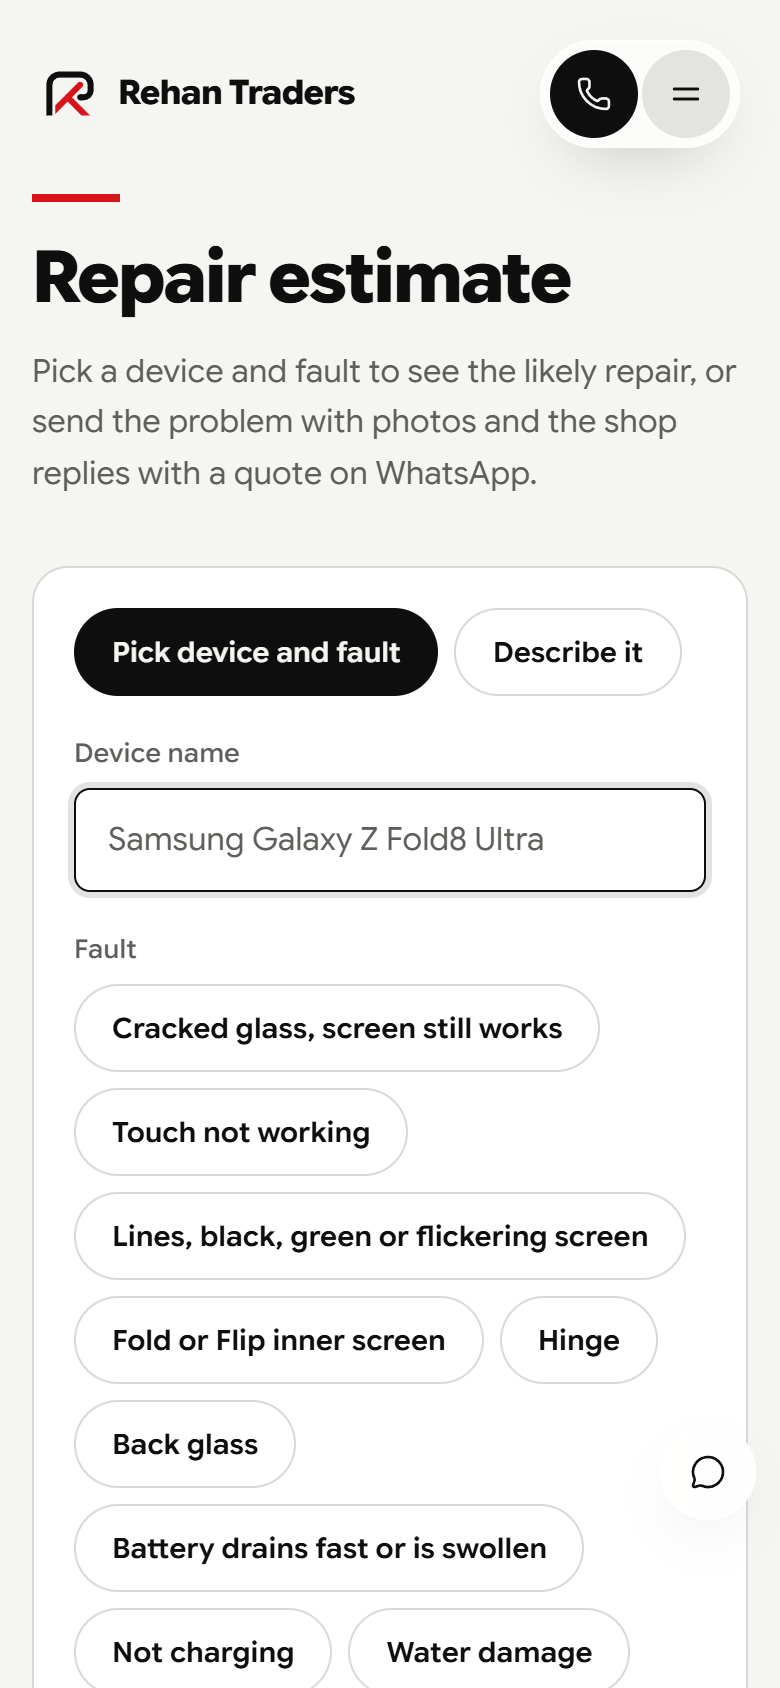 Rehan Traders
Repair estimate
Pick a device and fault to see the likely repair, or
send the problem with photos and the shop
replies with a quote on WhatsApp.
Pick device and fault
Describe it
Device name
Samsung Galaxy Z Fold8 Ultra
Fault
Cracked glass, screen still works
Touch not working
Lines, black, green or flickering screen
Fold or Flip inner screen
Hinge
Back glass
Battery drains fast or is swollen
Not charging
Water damage